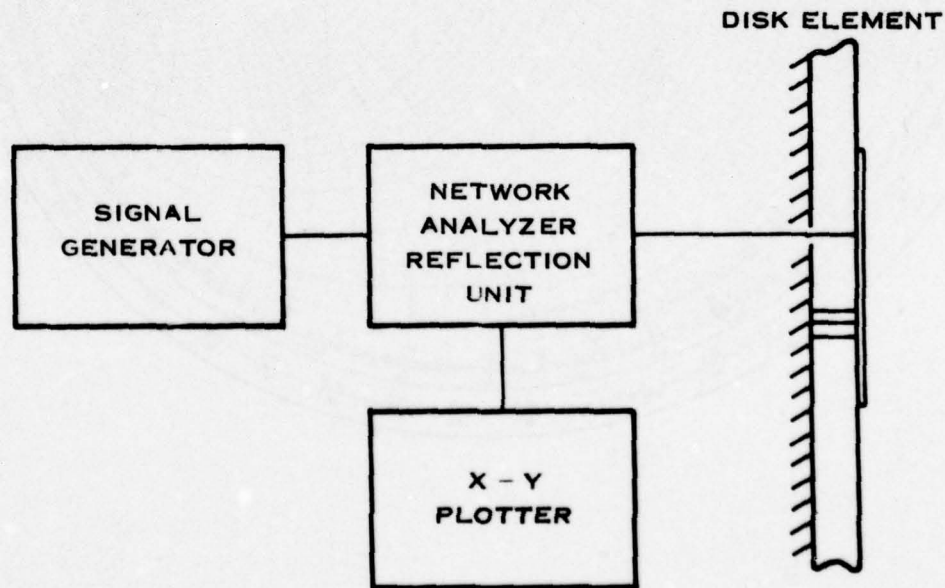 DISK ELEMENT
SIGNAL
GENERATOR
NETWORK
ANALYZER
REFLECTION
UNIT
X – Y
PLOTTER